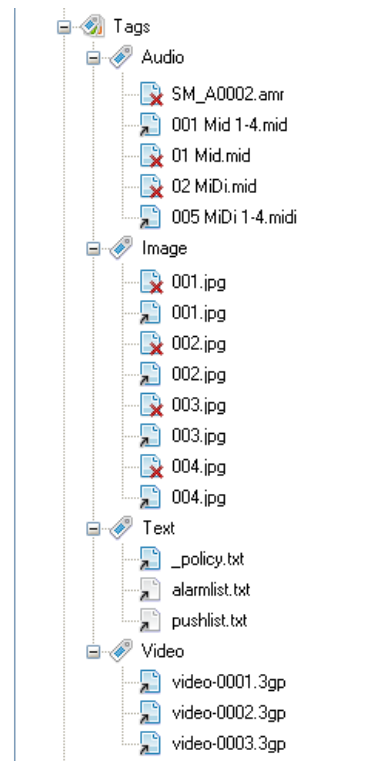 Tags
Audio
SM_A0002.amr
001 Mid 1-4.mid
01 Mid.mid
02 MiDi.mid
005 MiDi 1-4.midi
Image
001.jpg
001.jpg
002.jpg
002.jpg
003.jpg
003.jpg
004.jpg
004.jpg
Text
_policy.txt
alarmlist.txt
pushlist.txt
Video
video-0001.3gp
video-0002.3gp
video-0003.3gp